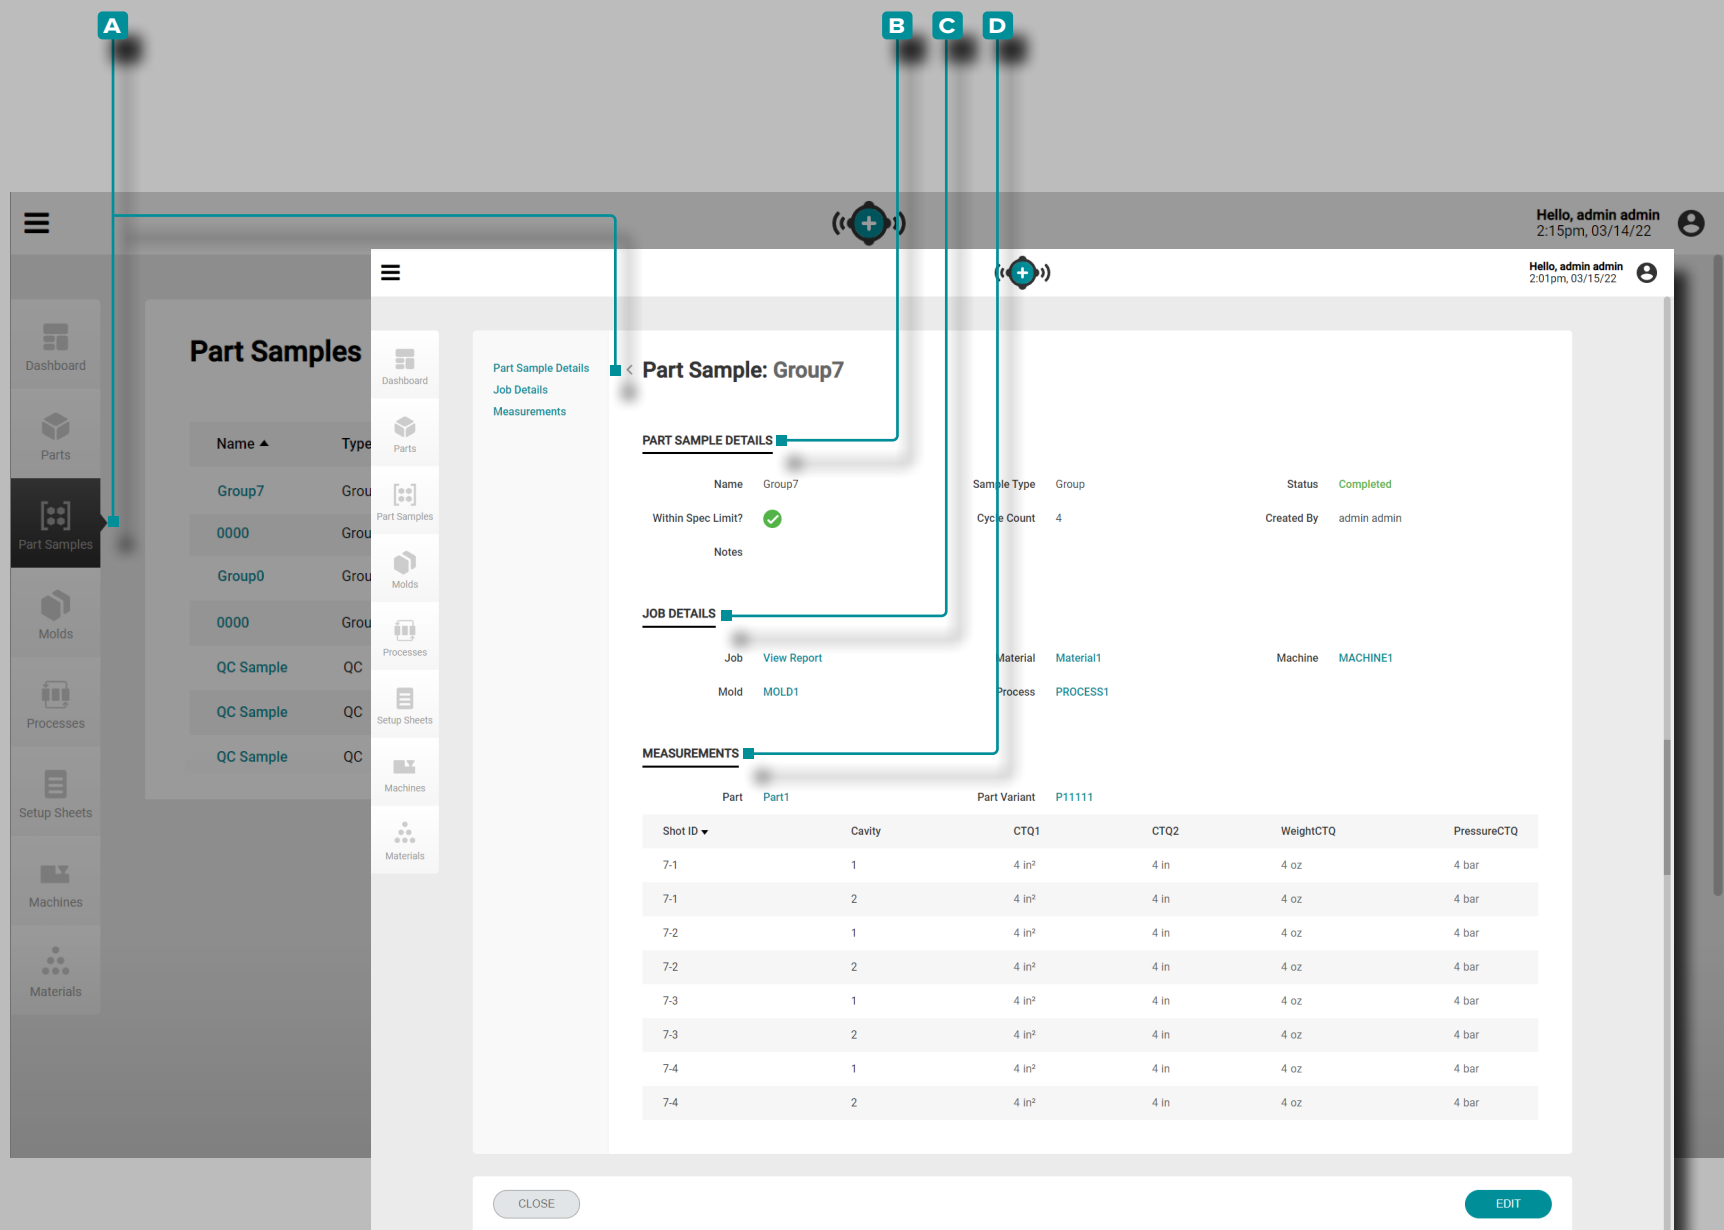 A
B C D
Hello, admin admin
2:15pm, 03/14/22
Dashboard
Parts
Part Samples
Molds
Processes
Setup Sheets
Machines
Materials
Part Samples
Name Type
Group7 Grou
0000 Grou
Group0 Grou
0000 Grou
QC Sample QC
QC Sample QC
QC Sample QC
Hello, admin admin
2:01pm, 03/15/22
Dashboard
Parts
Part Samples
Molds
Processes
Setup Sheets
Machines
Materials
Part Sample Details
Job Details
Measurements
< Part Sample: Group7
PART SAMPLE DETAILS
Name Group7 Sample Type Group Status Completed
Within Spec Limit? Cycle Count 4 Created By admin admin
Notes
JOB DETAILS
Job View Report Material Material1 Machine MACHINE1
Mold MOLD1 Process PROCESS1
MEASUREMENTS
Part Part1 Part Variant P11111
Shot ID Cavity CTQ1 CTQ2 WeightCTQ PressureCTQ
7-1 1 4 in² 4 in 4 oz 4 bar
7-1 2 4 in² 4 in 4 oz 4 bar
7-2 1 4 in² 4 in 4 oz 4 bar
7-2 2 4 in² 4 in 4 oz 4 bar
7-3 1 4 in² 4 in 4 oz 4 bar
7-3 2 4 in² 4 in 4 oz 4 bar
7-4 1 4 in² 4 in 4 oz 4 bar
7-4 2 4 in² 4 in 4 oz 4 bar
CLOSE EDIT